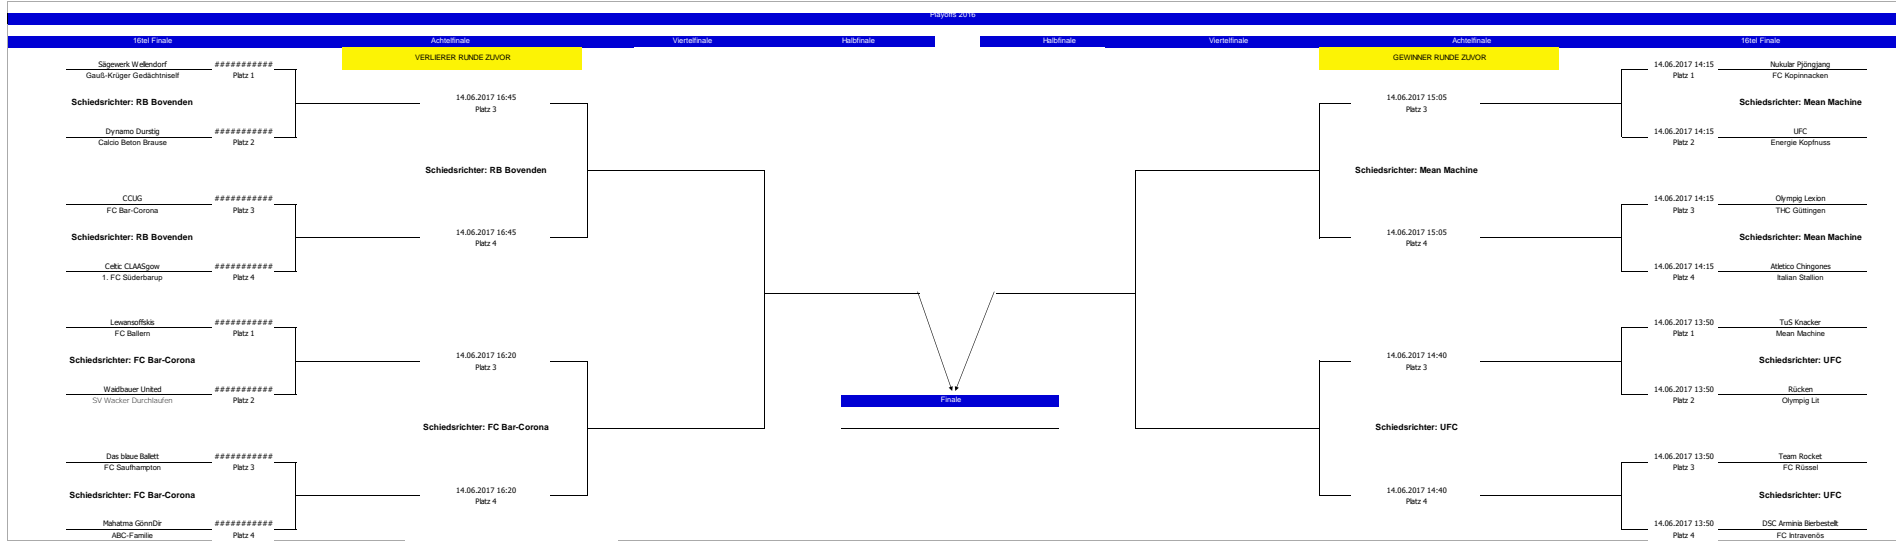 Playoffs 2016
16tel Finale Achtelfinale Viertelfinale Halbfinale Halbfinale Viertelfinale Achtelfinale 16tel Finale
VERLIERER RUNDE ZUVOR GEWINNER RUNDE ZUVOR
Sägewerk Wellendorf ########### 14.06.2017 14:15 Nukular Pjöngjang
Gauß-Krüger Gedächtniself Platz 1 Platz 1 FC Kopinnacken
14.06.2017 16:45 14.06.2017 15:05
Schiedsrichter: RB Bovenden Schiedsrichter: Mean Machine
Platz 3 Platz 3
Dynamo Durstig ########### 14.06.2017 14:15 UFC
Calcio Beton Brause Platz 2 Platz 2 Energie Kopfnuss
Schiedsrichter: RB Bovenden Schiedsrichter: Mean Machine
CCUG ########### 14.06.2017 14:15 Olympig Lexion
FC Bar-Corona Platz 3 Platz 3 THC Güttingen
14.06.2017 16:45 14.06.2017 15:05
Schiedsrichter: RB Bovenden Schiedsrichter: Mean Machine
Platz 4 Platz 4
Celtic CLAASgow ########### 14.06.2017 14:15 Atletico Chingones
1. FC Süderbarup Platz 4 Platz 4 Italian Stallion
Lewansoffskis ########### 14.06.2017 13:50 TuS Knacker
FC Ballern Platz 1 Platz 1 Mean Machine
14.06.2017 16:20 14.06.2017 14:40
Schiedsrichter: FC Bar-Corona Schiedsrichter: UFC
Platz 3 Platz 3
Waidbauer United ########### 14.06.2017 13:50 Rücken
SV Wacker Durchlaufen Platz 2 Finale Platz 2 Olympig Lit
Schiedsrichter: FC Bar-Corona Schiedsrichter: UFC
Das blaue Ballett ########### 14.06.2017 13:50 Team Rocket
FC Saufhampton Platz 3 Platz 3 FC Rüssel
14.06.2017 16:20 14.06.2017 14:40
Schiedsrichter: FC Bar-Corona Schiedsrichter: UFC
Platz 4 Platz 4
Mahatma GönnDir ########### 14.06.2017 13:50 DSC Arminia Bierbestellt
ABC-Familie Platz 4 Platz 4 FC Intravenös